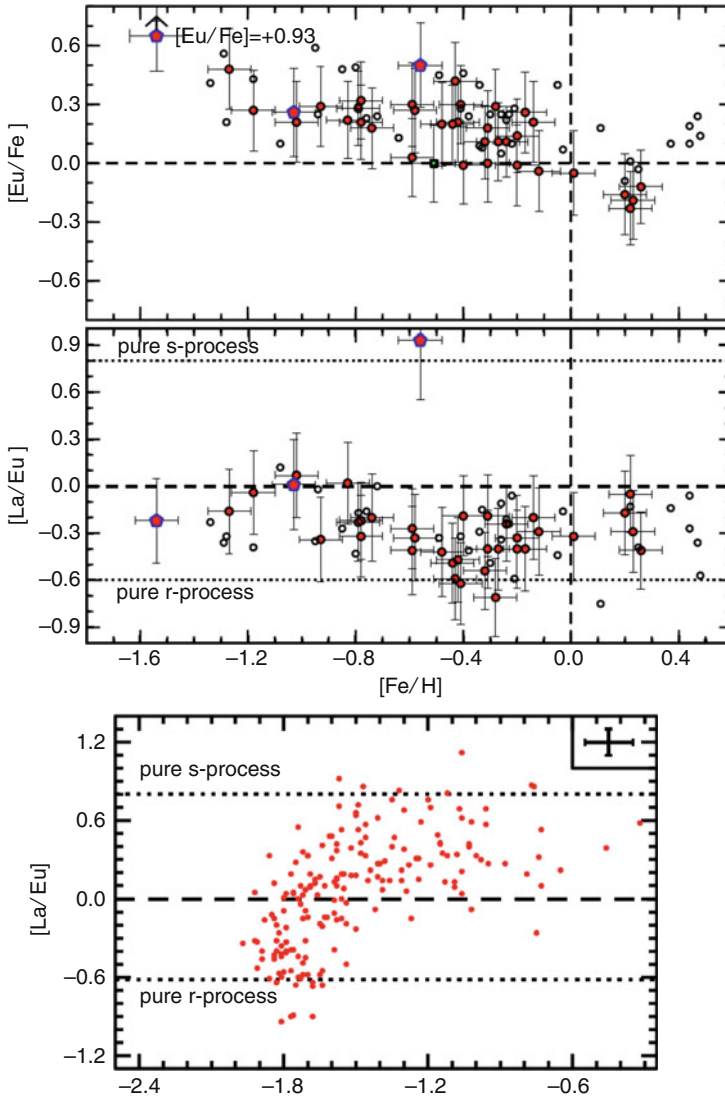 [Eu/Fe]=+0.93
0.6
0.3
0.0
−0.3
−0.6
[Eu/Fe]
0.9
pure s-process
0.6
0.3
0.0
−0.3
−0.6
pure r-process
−0.9
[La/Eu]
−1.6 −1.2 −0.8 −0.4 0.0 0.4
[Fe/H]
1.2
pure s-process
0.6
0.0
−0.6
pure r-process
−1.2
[La/Eu]
−2.4 −1.8 −1.2 −0.6